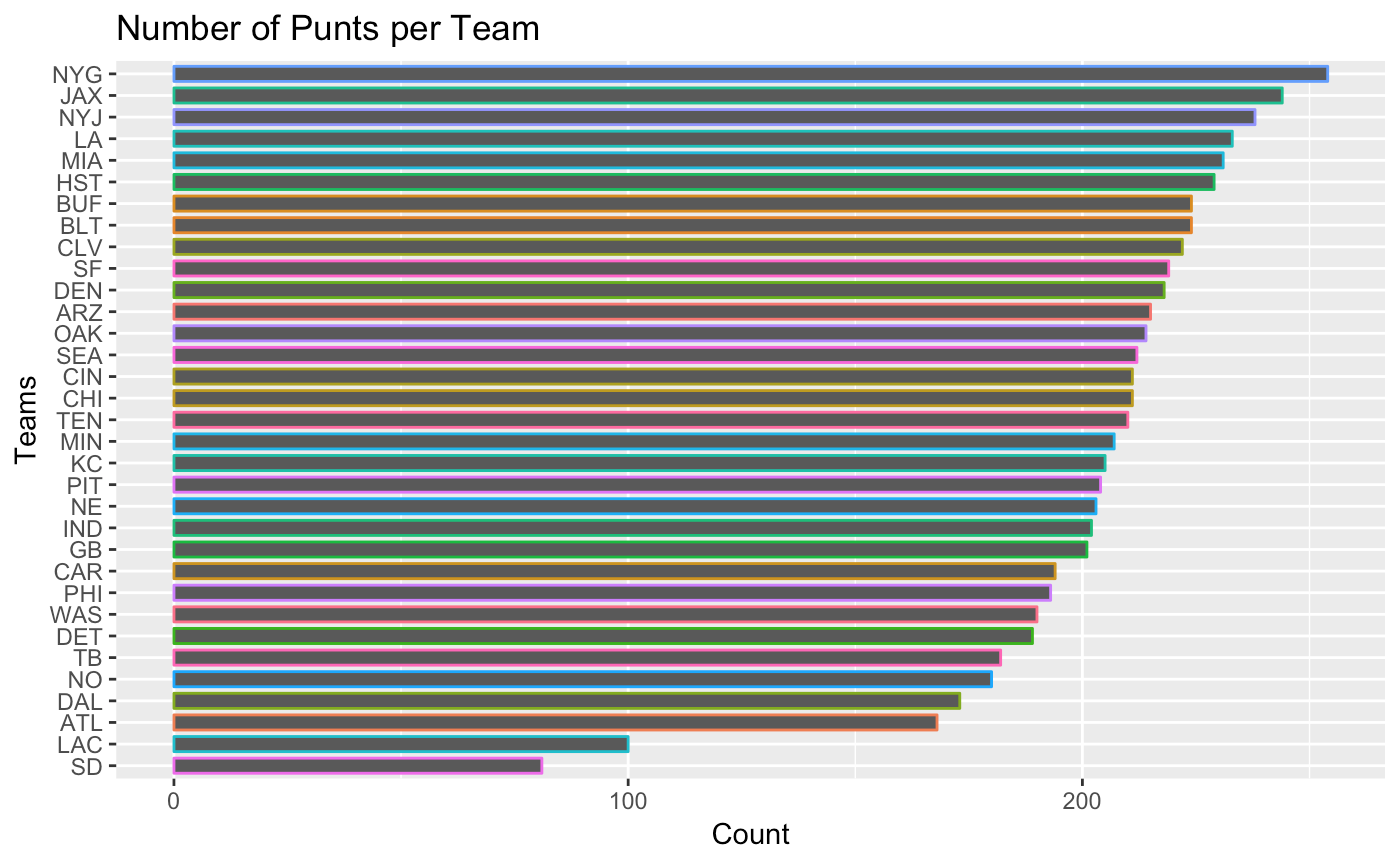 Number of Punts per Team
Teams
NYG
JAX
NYJ
LA
MIA
HST
BUF
BLT
CLV
SF
DEN
ARZ
OAK
SEA
CIN
CHI
TEN
MIN
KC
PIT
NE
IND
GB
CAR
PHI
WAS
DET
TB
NO
DAL
ATL
LAC
SD
0 100 200
Count